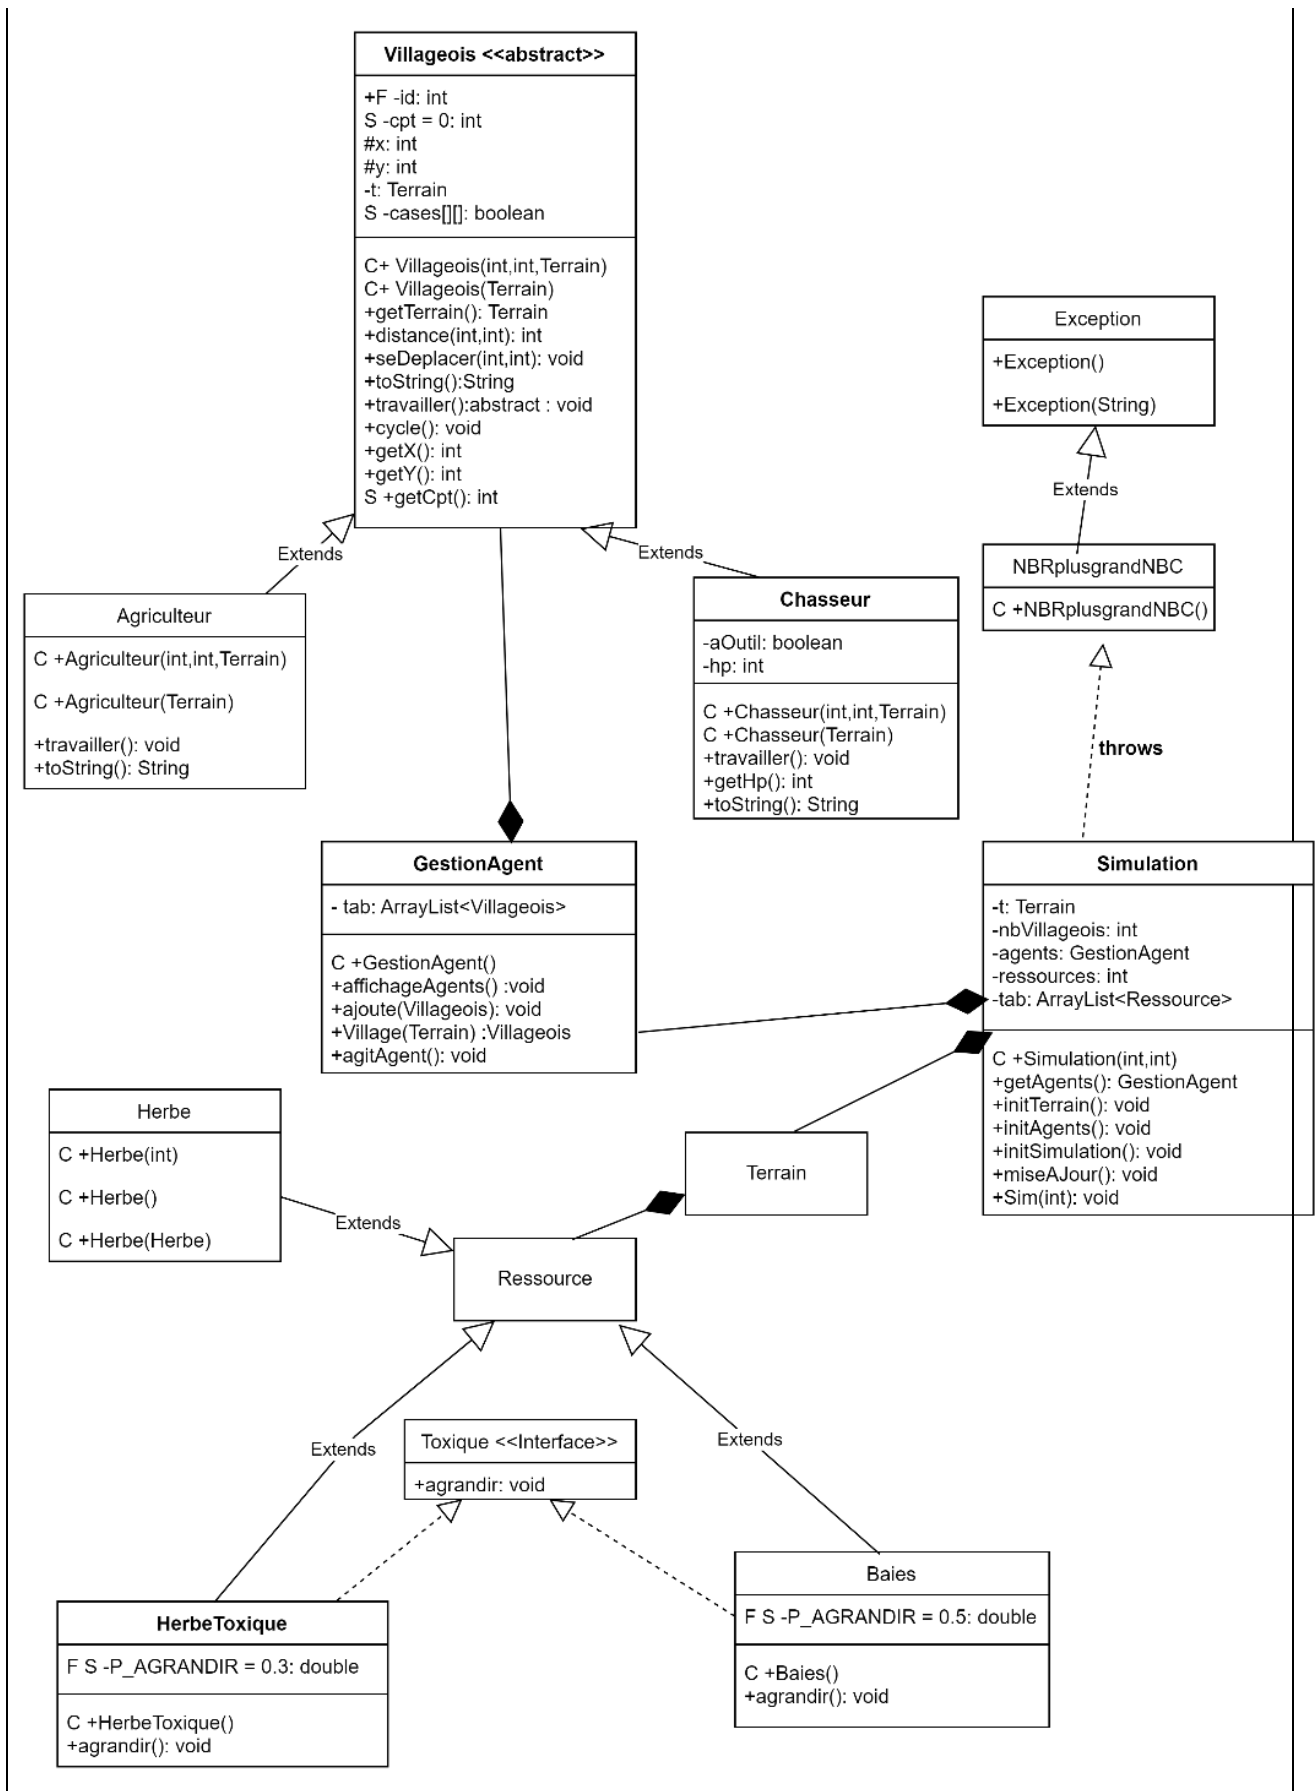 Villageois <<abstract>>
+F -id: int
S -cpt = 0: int
#x: int
#y: int
-t: Terrain
S -cases[][]: boolean
C+ Villageois(int,int,Terrain)
C+ Villageois(Terrain)
+getTerrain(): Terrain
+distance(int,int): int
+seDeplacer(int,int): void
+toString():String
+travailler():abstract : void
+cycle(): void
+getX(): int
+getY(): int
S +getCpt(): int
Exception
+Exception()
+Exception(String)
Extends
Extends
Extends
NBRplusgrandNBC
C +NBRplusgrandNBC()
Agriculteur
C +Agriculteur(int,int,Terrain)
C +Agriculteur(Terrain)
+travailler(): void
+toString(): String
Chasseur
-aOutil: boolean
-hp: int
C +Chasseur(int,int,Terrain)
C +Chasseur(Terrain)
+travailler(): void
+getHp(): int
+toString(): String
throws
GestionAgent
- tab: ArrayList<Villageois>
C +GestionAgent()
+affichageAgents() :void
+ajoute(Villageois): void
+Village(Terrain) :Villageois
+agitAgent(): void
Simulation
-t: Terrain
-nbVillageois: int
-agents: GestionAgent
-ressources: int
-tab: ArrayList<Ressource>
C +Simulation(int,int)
+getAgents(): GestionAgent
+initTerrain(): void
+initAgents(): void
+initSimulation(): void
+miseAJour(): void
+Sim(int): void
Herbe
C +Herbe(int)
C +Herbe()
C +Herbe(Herbe)
Terrain
Extends
Ressource
Extends
Toxique <<Interface>>
+agrandir: void
Extends
HerbeToxique
F S -P_AGRANDIR = 0.3: double
C +HerbeToxique()
+agrandir(): void
Baies
F S -P_AGRANDIR = 0.5: double
C +Baies()
+agrandir(): void